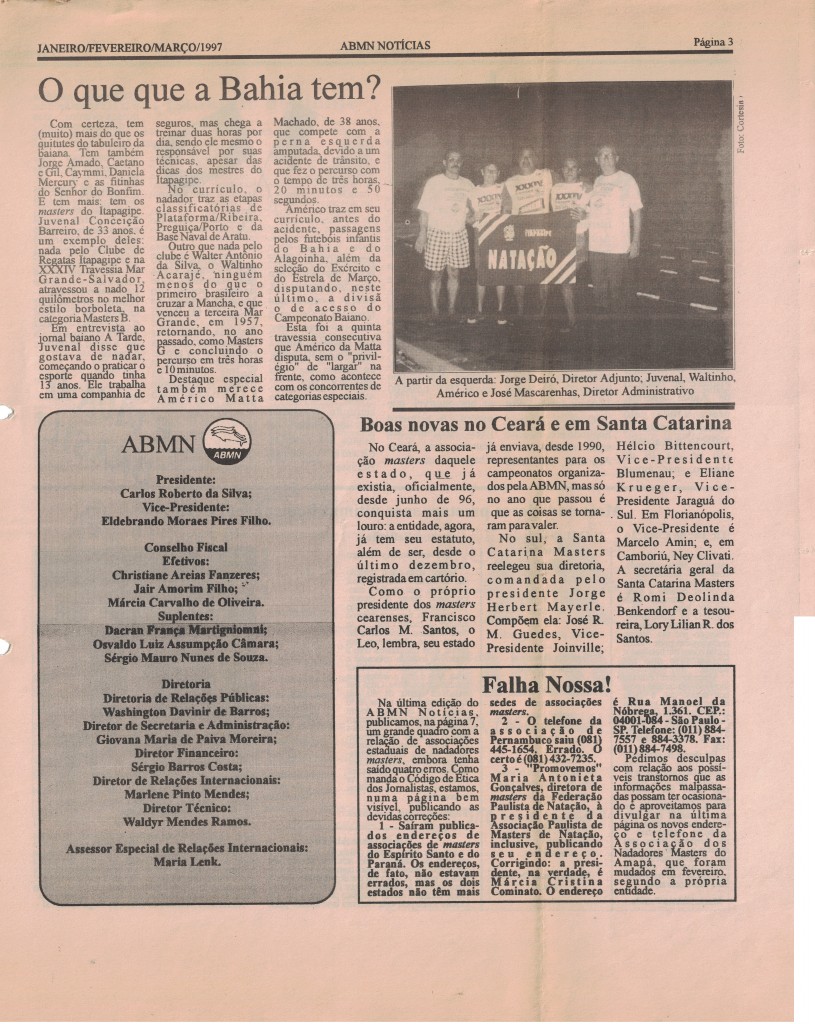 JANEIRO/FEVEREIRO/MARÇO/1997
ABMN NOTÍCIAS
Página 3
O que que a Bahia tem?
Com certeza, tem
(muito) mais do que os
quitutes do tabuleiro da
baiana. Tem também
Jorge Amado, Caetano
e Gil, Caymmi, Daniela
Mercury e as fitinhas
do Senhor do Bonfim.
E tem mais: tem os
masters do Itapagipe.
Juvenal Conceição
Barreiro, de 33 anos, é
um exemplo deles:
nada pelo Clube de
Regatas Itapagipe e na
XXXIV Travessia Mar
Grande-Salvador,
atravessou a nado 12
quilômetros no melhor
estilo borboleta, na
categoria Masters B.
Em entrevista ao
jornal baiano A Tarde,
Juvenal disse que
gostava de nadar,
começando o praticar o
esporte quando tinha
13 anos. Ele trabalha
em uma companhia de
seguros, mas chega a
treinar duas horas por
dia, sendo ele mesmo o
responsável por suas
técnicas, apesar das
dicas dos mestres do
Itapagipe.
No currículo, o
nadador traz as etapas
classificatórias de
Plataforma/Ribeira,
Preguiça/Porto e da
Base Naval de Aratu.
Outro que nada pelo
clube é Walter Antônio
da Silva, o Waltinho
Acarajé, ninguém
menos do que o
primeiro brasileiro a
cruzar a Mancha, e que
venceu a terceira Mar
Grande, em 1957,
retornando, no ano
passado, como Masters
G e concluindo o
percurso em três horas
e 10 minutos.
Destaque especial
também merece
Américo Matta
Machado, de 38 anos,
que compete com a
perna esquerda
amputada, devido a um
acidente de trânsito, e
que fez o percurso com
o tempo de três horas,
20 minutos e 50
segundos.
Américo traz em seu
currículo, antes do
acidente, passagens
pelos futebóis infantis
do Bahia e do
Alagoinha, além da
seleção do Exército e do
Estrela de Março,
disputando, neste
último, a divisã
o de acesso do
Campeonato Baiano.
Esta foi a quinta
travessia consecutiva
que Américo da Matta
disputa, sem o "privil-
égio" de "largar" na
frente, como acontece
com os concorrentes de
categorias especiais.
Foto: Cortesia
XXXIV
XXXIV
XXXIV
ITAPAGIPE
NATAÇÃO
A partir da esquerda: Jorge Deiró, Diretor Adjunto; Juvenal, Waltinho,
Américo e José Mascarenhas, Diretor Administrativo
ABMN
ABMN
Presidente:
Carlos Roberto da Silva;
Vice-Presidente:
Eldebrando Moraes Pires Filho.
Conselho Fiscal
Efetivos:
Christiane Areias Fanzeres;
Jair Amorim Filho;
Márcia Carvalho de Oliveira.
Suplentes:
Dacran França Martigniomni;
Osvaldo Luiz Assumpção Câmara;
Sérgio Mauro Nunes de Souza.
Diretoria
Diretoria de Relações Públicas:
Washington Davinir de Barros;
Diretor de Secretaria e Administração:
Giovana Maria de Paiva Moreira;
Diretor Financeiro:
Sérgio Barros Costa;
Diretor de Relações Internacionais:
Marlene Pinto Mendes;
Diretor Técnico:
Waldyr Mendes Ramos.
Assessor Especial de Relações Internacionais:
Maria Lenk.
Boas novas no Ceará e em Santa Catarina
No Ceará, a associa-
ção masters daquele
estado, que já
existia, oficialmente,
desde junho de 96,
conquista mais um
louro: a entidade, agora,
já tem seu estatuto,
além de ser, desde o
último dezembro,
registrada em cartório.
Como o próprio
presidente dos masters
cearenses, Francisco
Carlos M. Santos, o
Leo, lembra, seu estado
já enviava, desde 1990,
representantes para os
campeonatos organiza-
dos pela ABMN, mas só
no ano que passou é
que as coisas se torna-
ram para valer.
No sul, a Santa
Catarina Masters
reelegeu sua diretoria,
comandada pelo
presidente Jorge
Herbert Mayerle.
Compõem ela: José R.
M. Guedes, Vice-
Presidente Joinville;
Hélcio Bittencourt,
Vice-Presidente
Blumenau; e Eliane
Krueger, Vice-
Presidente Jaraguá do
Sul. Em Florianópolis,
o Vice-Presidente é
Marcelo Amin; e, em
Camboriú, Ney Clivati.
A secretária geral da
Santa Catarina Masters
é Romi Deolinda
Benkendorf e a tesou-
reira, Lory Lilian R. dos
Santos.
Falha Nossa!
Na última edição do
ABMN Notícias,
publicamos, na página 7,
um grande quadro com a
relação de associações
estaduais de nadadores
masters, embora tenha
saído quatro erros. Como
manda o Código de Ética
dos Jornalistas, estamos,
numa página bem
visível, publicando as
devidas correções:
1 - Saíram publica-
dos endereços de
associações de masters
do Espírito Santo e do
Paraná. Os endereços,
de fato, não estavam
errados, mas os dois
estados não têm mais
sedes de associações
masters.
2 - O telefone da
associação de
Pernambuco saiu (081)
445-1654. Errado. O
certo é (081) 432-7235.
3 - "Promovemos"
Maria Antonieta
Gonçalves, diretora de
masters da Federação
Paulista de Natação, à
presidente da
Associação Paulista de
Masters de Natação,
inclusive, publicando
seu endereço.
Corrigindo: a presi-
dente, na verdade, é
Márcia Cristina
Cominato. O endereço
é Rua Manoel da
Nóbrega, 1.361. CEP.:
04001-084 - São Paulo -
SP. Telefone: (011) 884-
7557 e 884-3378. Fax:
(011) 884-7498.
Pedimos desculpas
com relação aos possí-
veis transtornos que as
informações malpassa-
das possam ter ocasiona-
do e aproveitamos para
divulgar na última
página os novos endere-
ço e telefone da
Associação dos
Nadadores Masters do
Amapá, que foram
mudados em fevereiro,
segundo a própria
entidade.